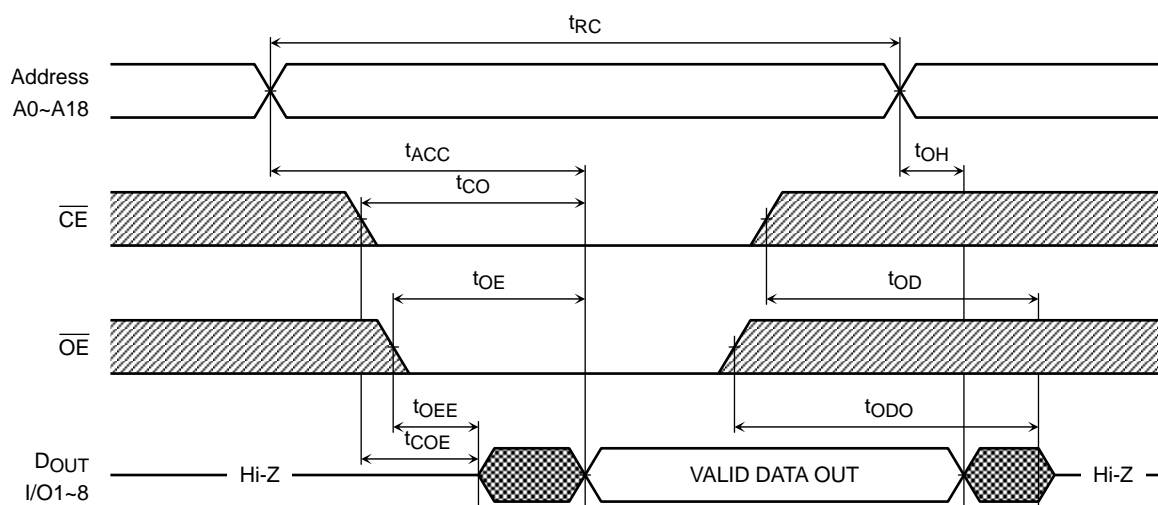 tRC
Address
A0~A18
tACC
tOH
tCO
CE
tOE
tOD
OE
tOEE
tODO
tCOE
DOUT
I/O1~8
Hi-Z
VALID DATA OUT
Hi-Z